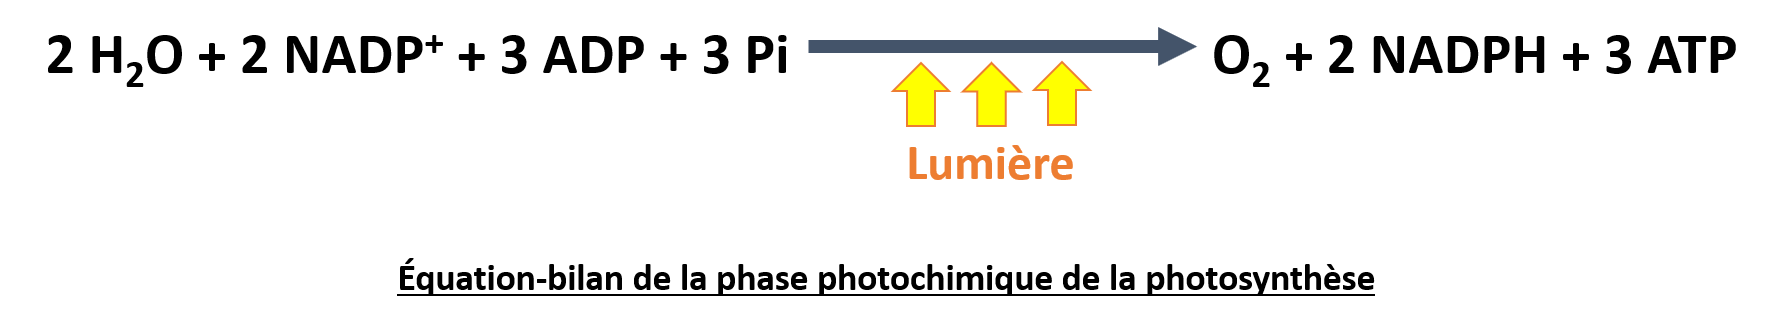 2 H₂O + 2 NADP⁺ + 3 ADP + 3 Pi O₂ + 2 NADPH + 3 ATP
Lumière
Équation-bilan de la phase photochimique de la photosynthèse